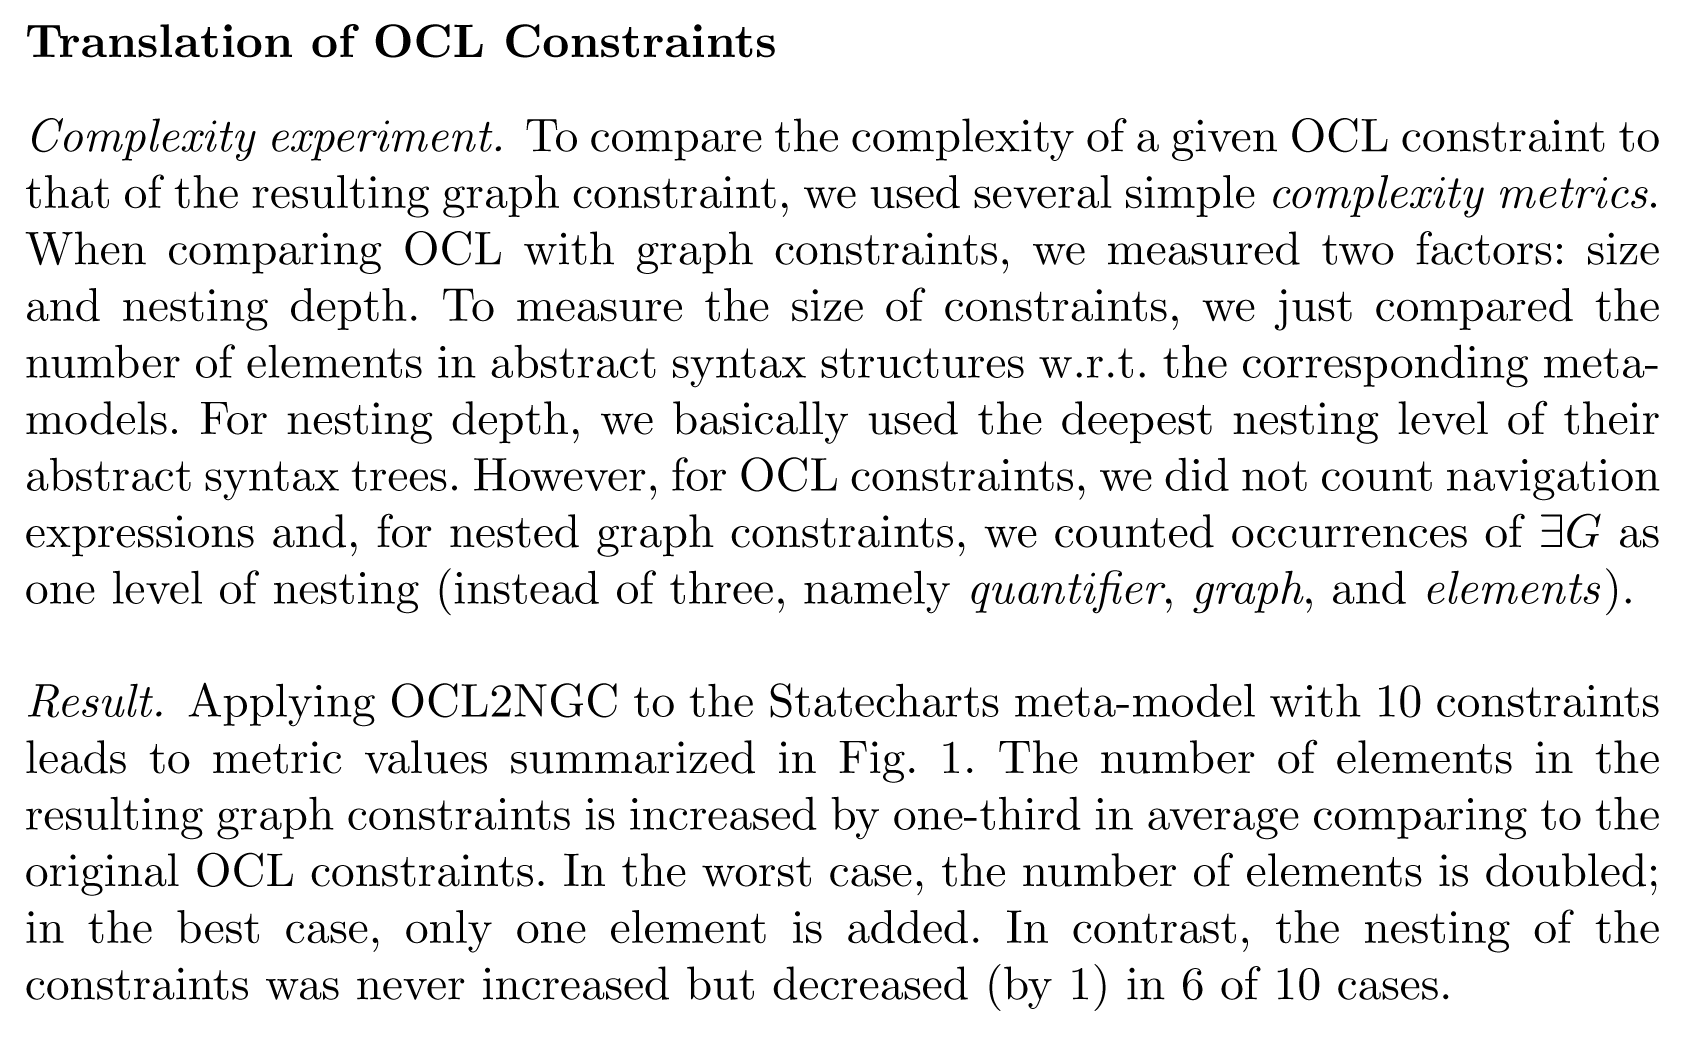 Translation of OCL Constraints
Complexity experiment. To compare the complexity of a given OCL constraint to
that of the resulting graph constraint, we used several simple complexity metrics.
When comparing OCL with graph constraints, we measured two factors: size
and nesting depth. To measure the size of constraints, we just compared the
number of elements in abstract syntax structures w.r.t. the corresponding meta-
models. For nesting depth, we basically used the deepest nesting level of their
abstract syntax trees. However, for OCL constraints, we did not count navigation
expressions and, for nested graph constraints, we counted occurrences of ∃G as
one level of nesting (instead of three, namely quantifier, graph, and elements).
Result. Applying OCL2NGC to the Statecharts meta-model with 10 constraints
leads to metric values summarized in Fig. 1. The number of elements in the
resulting graph constraints is increased by one-third in average comparing to the
original OCL constraints. In the worst case, the number of elements is doubled;
in the best case, only one element is added. In contrast, the nesting of the
constraints was never increased but decreased (by 1) in 6 of 10 cases.